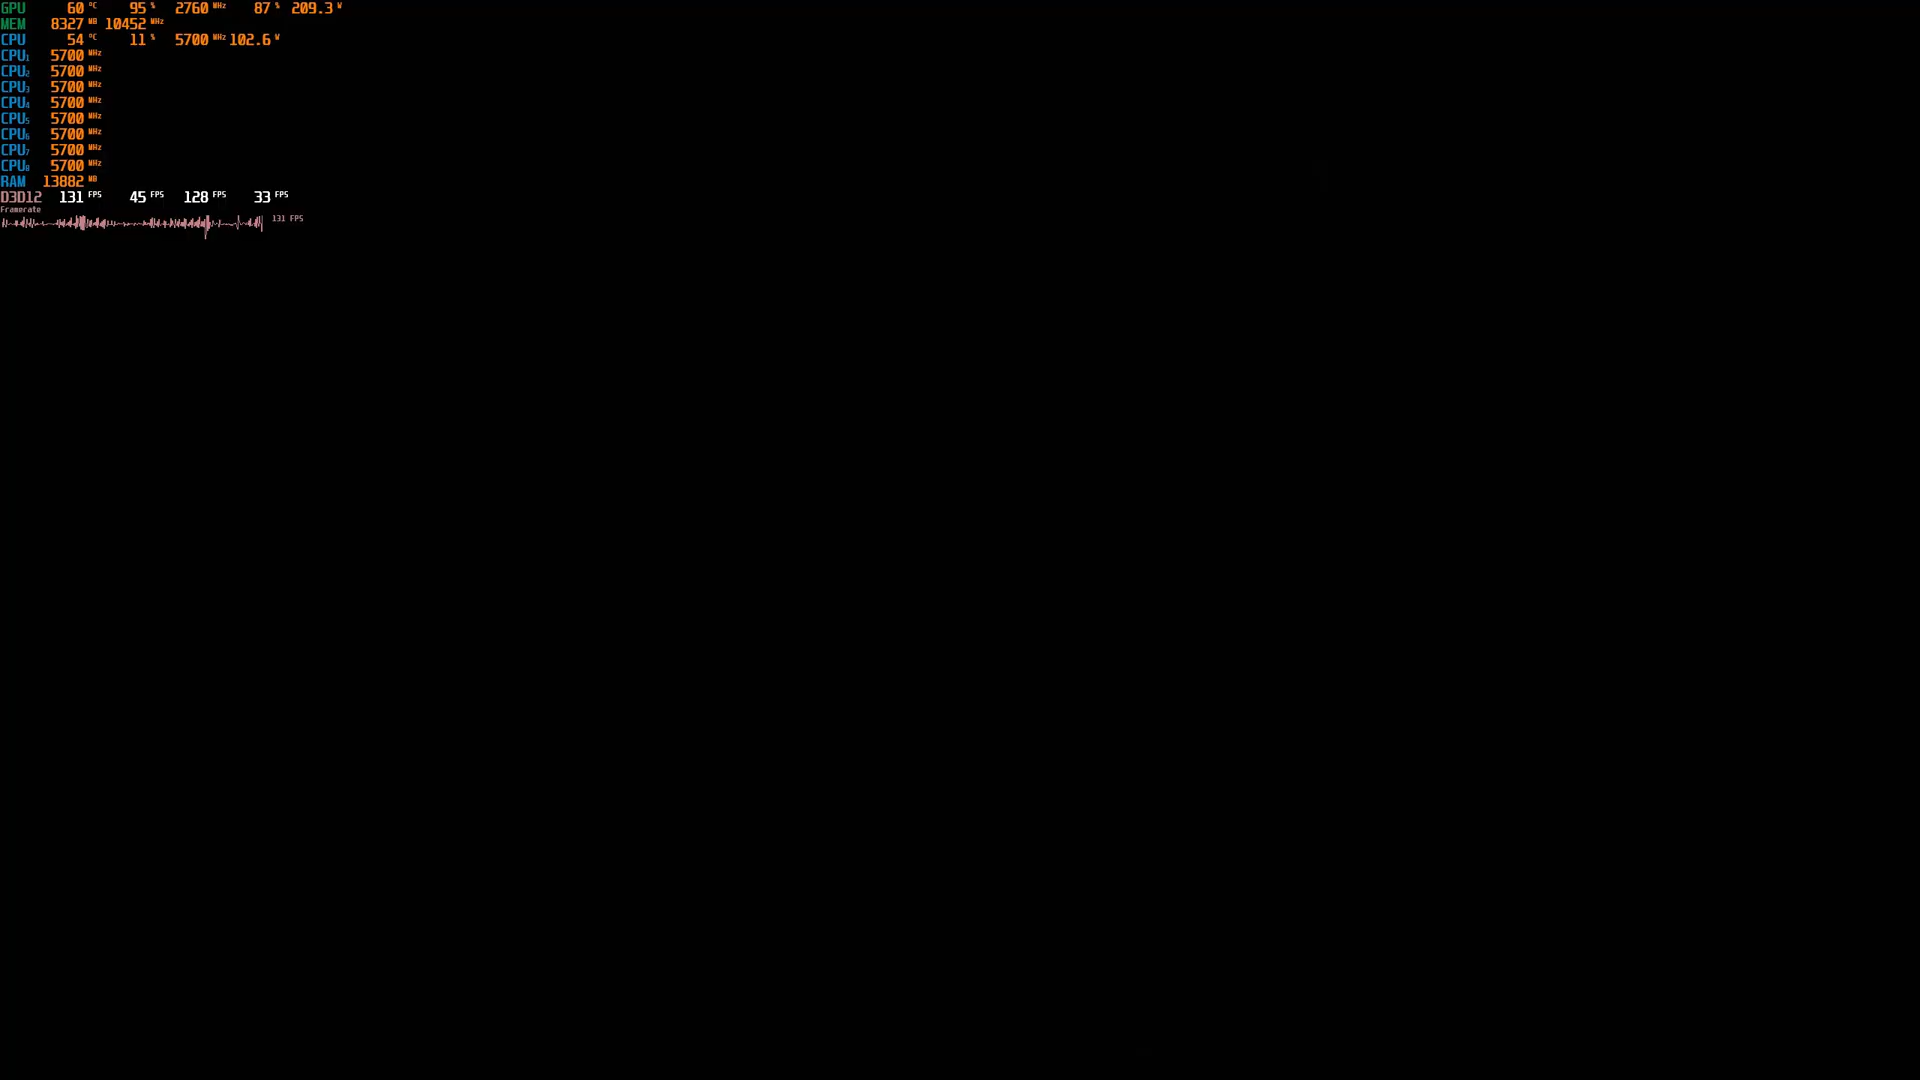 GPU 60 °C 95 % 2760 MHz 87 % 209.3 W
MEM 8327 MB 10452 MHz
CPU 54 °C 11 % 5700 MHz 102.6 W
CPU1 5700 MHz
CPU2 5700 MHz
CPU3 5700 MHz
CPU4 5700 MHz
CPU5 5700 MHz
CPU6 5700 MHz
CPU7 5700 MHz
CPU8 5700 MHz
RAM 13882 MB
D3D12 131 FPS 45 FPS 128 FPS 33 FPS
Framerate
131 FPS